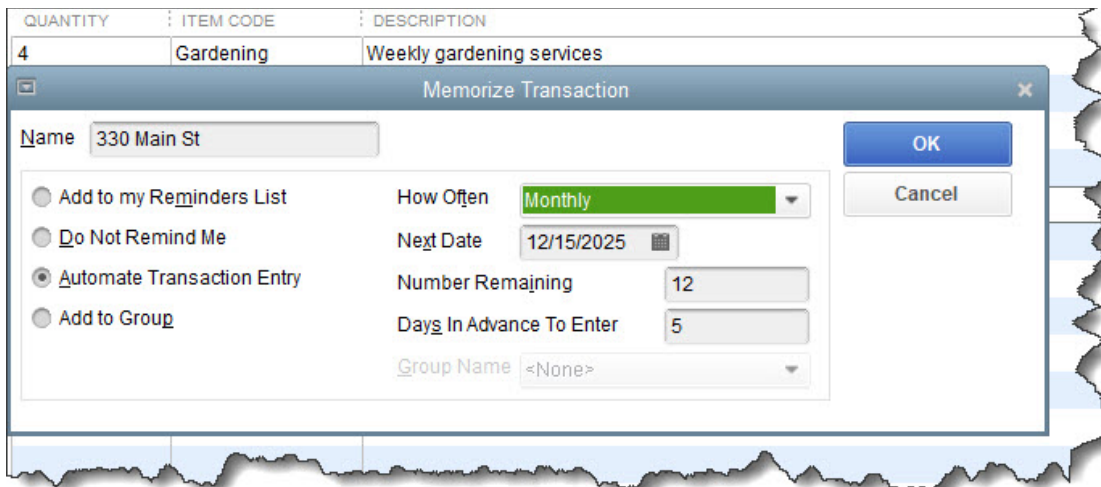 QUANTITY ITEM CODE DESCRIPTION
4 Gardening Weekly gardening services
Memorize Transaction
Name 330 Main St
OK
Add to my Reminders List How Often Monthly
Cancel
Do Not Remind Me Next Date 12/15/2025
Automate Transaction Entry Number Remaining 12
Add to Group Days In Advance To Enter 5
Group Name <None>